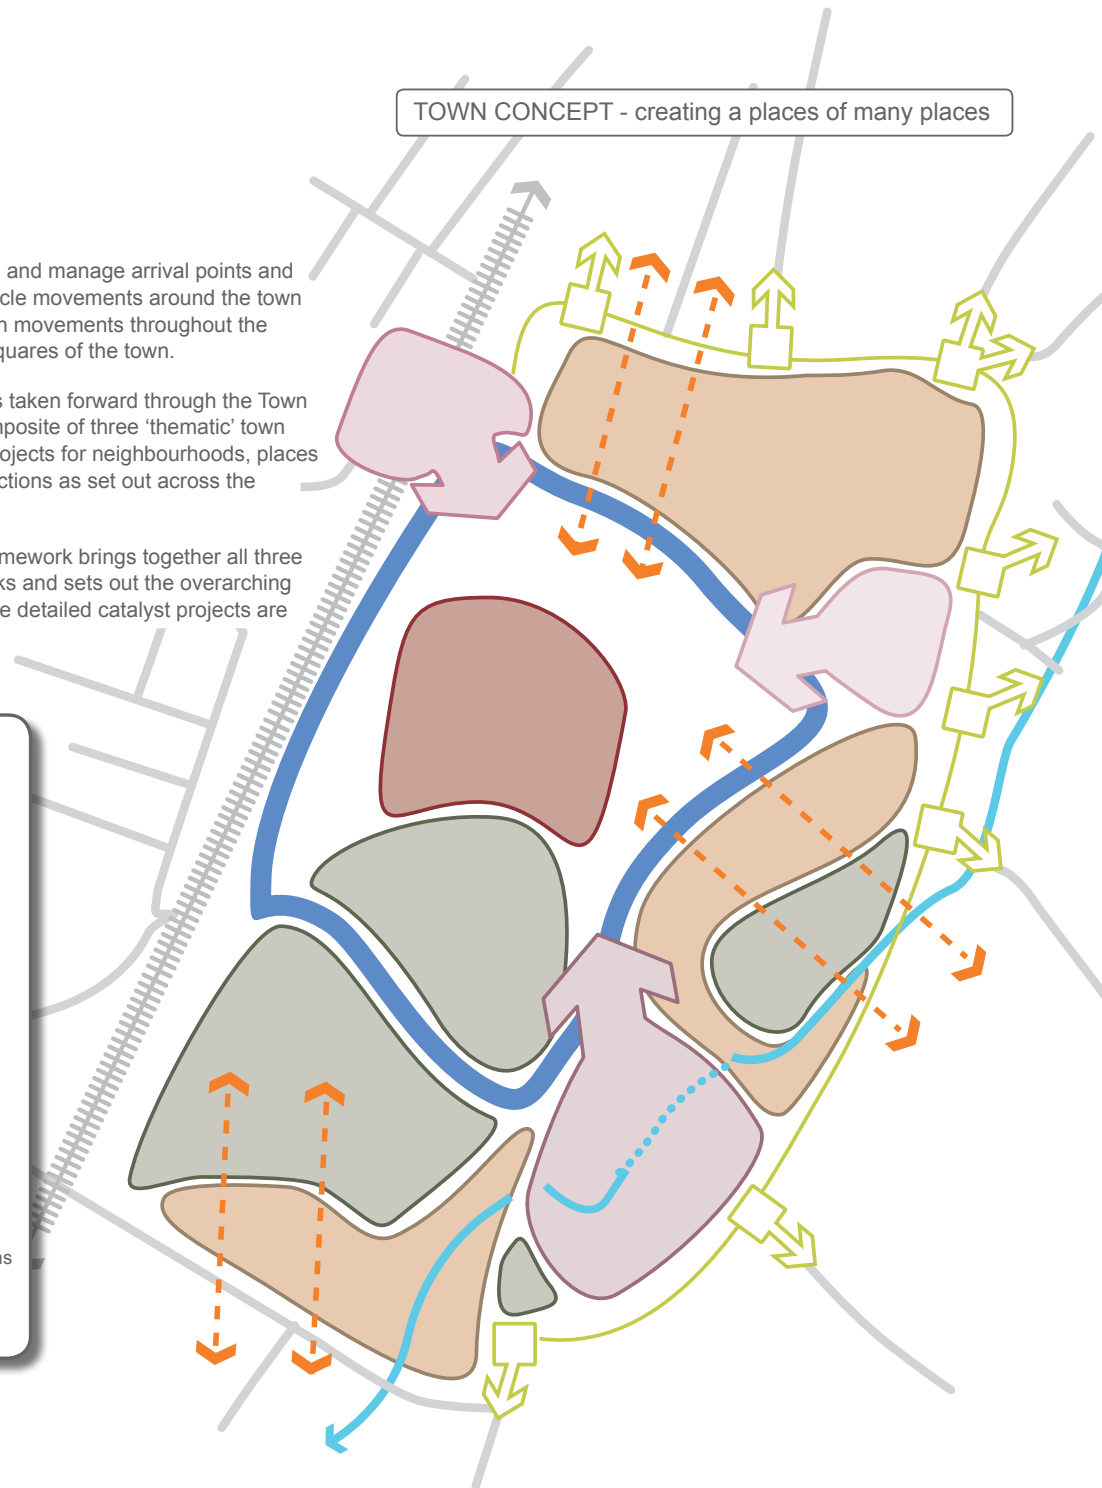 TOWN CONCEPT - creating a places of many places
and manage arrival points and
cle movements around the town
movements throughout the
quares of the town.
s taken forward through the Town
mposite of three ‘thematic’ town
ojects for neighbourhoods, places
ctions as set out across the
mework brings together all three
ks and sets out the overarching
e detailed catalyst projects are